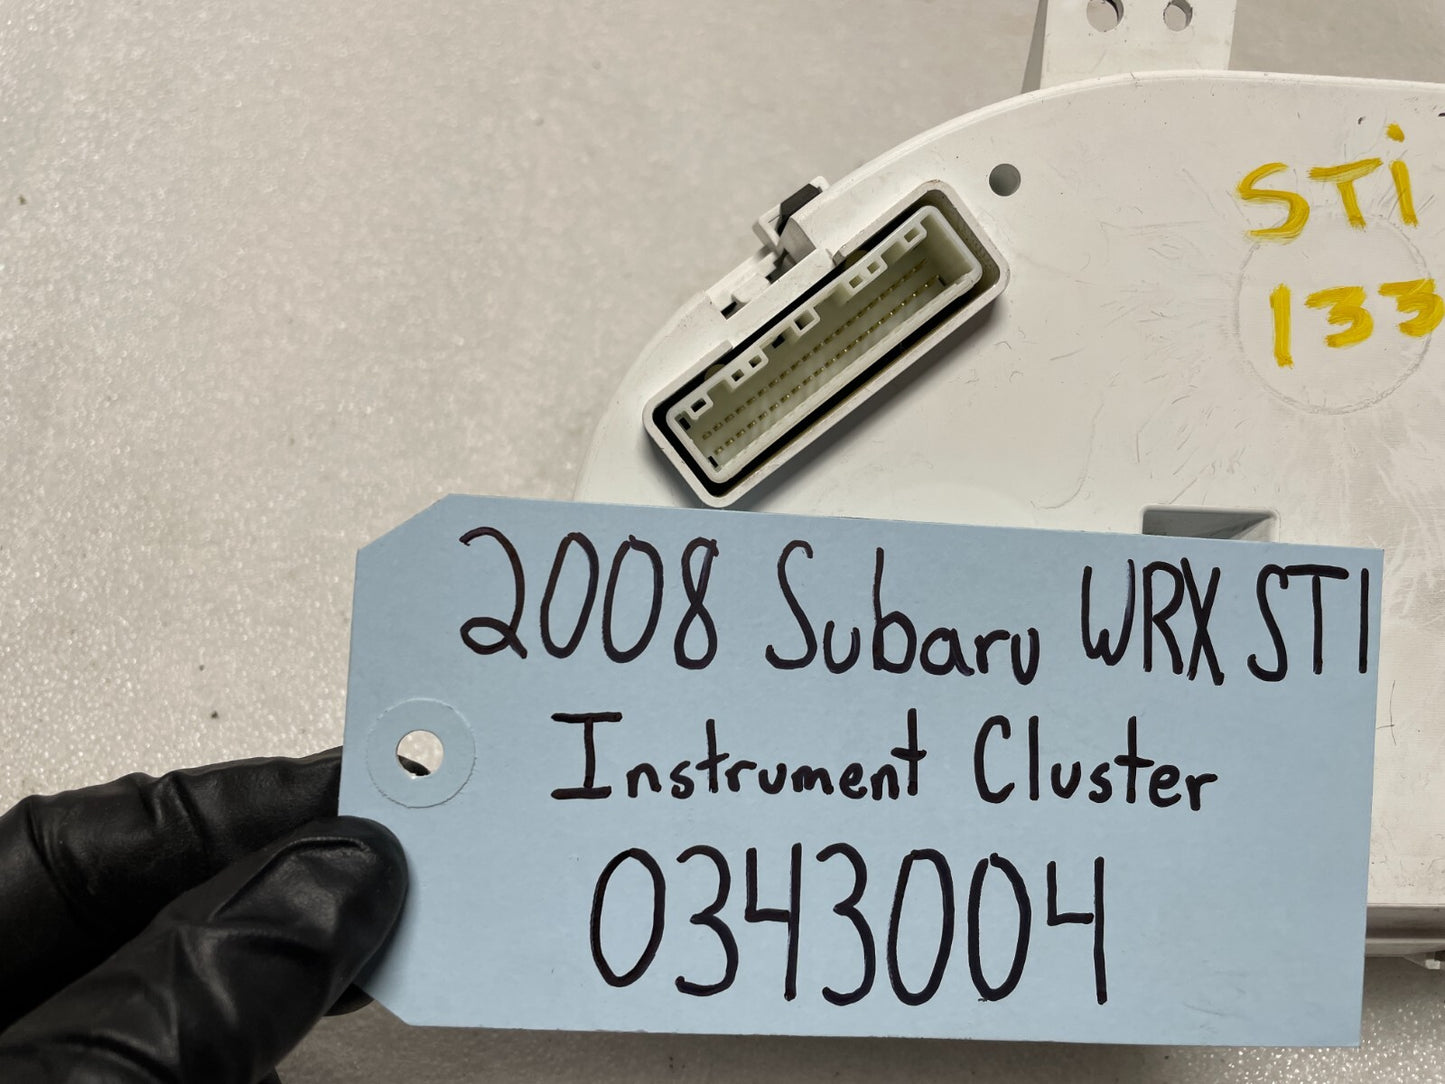 STi
133
2008 Subaru WRX STI
Instrument Cluster
0343004